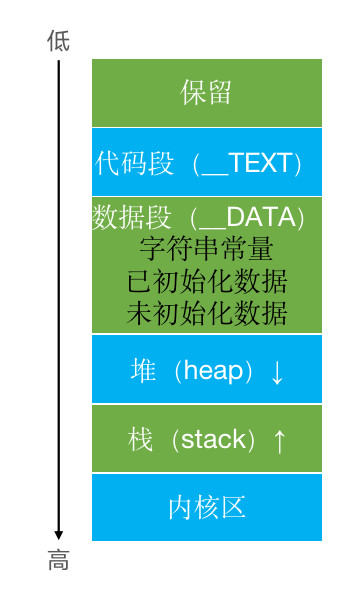 低
保留
代码段（__TEXT）
数据段（__DATA）
字符串常量
已初始化数据
未初始化数据
堆（heap）↓
栈（stack）↑
内核区
高